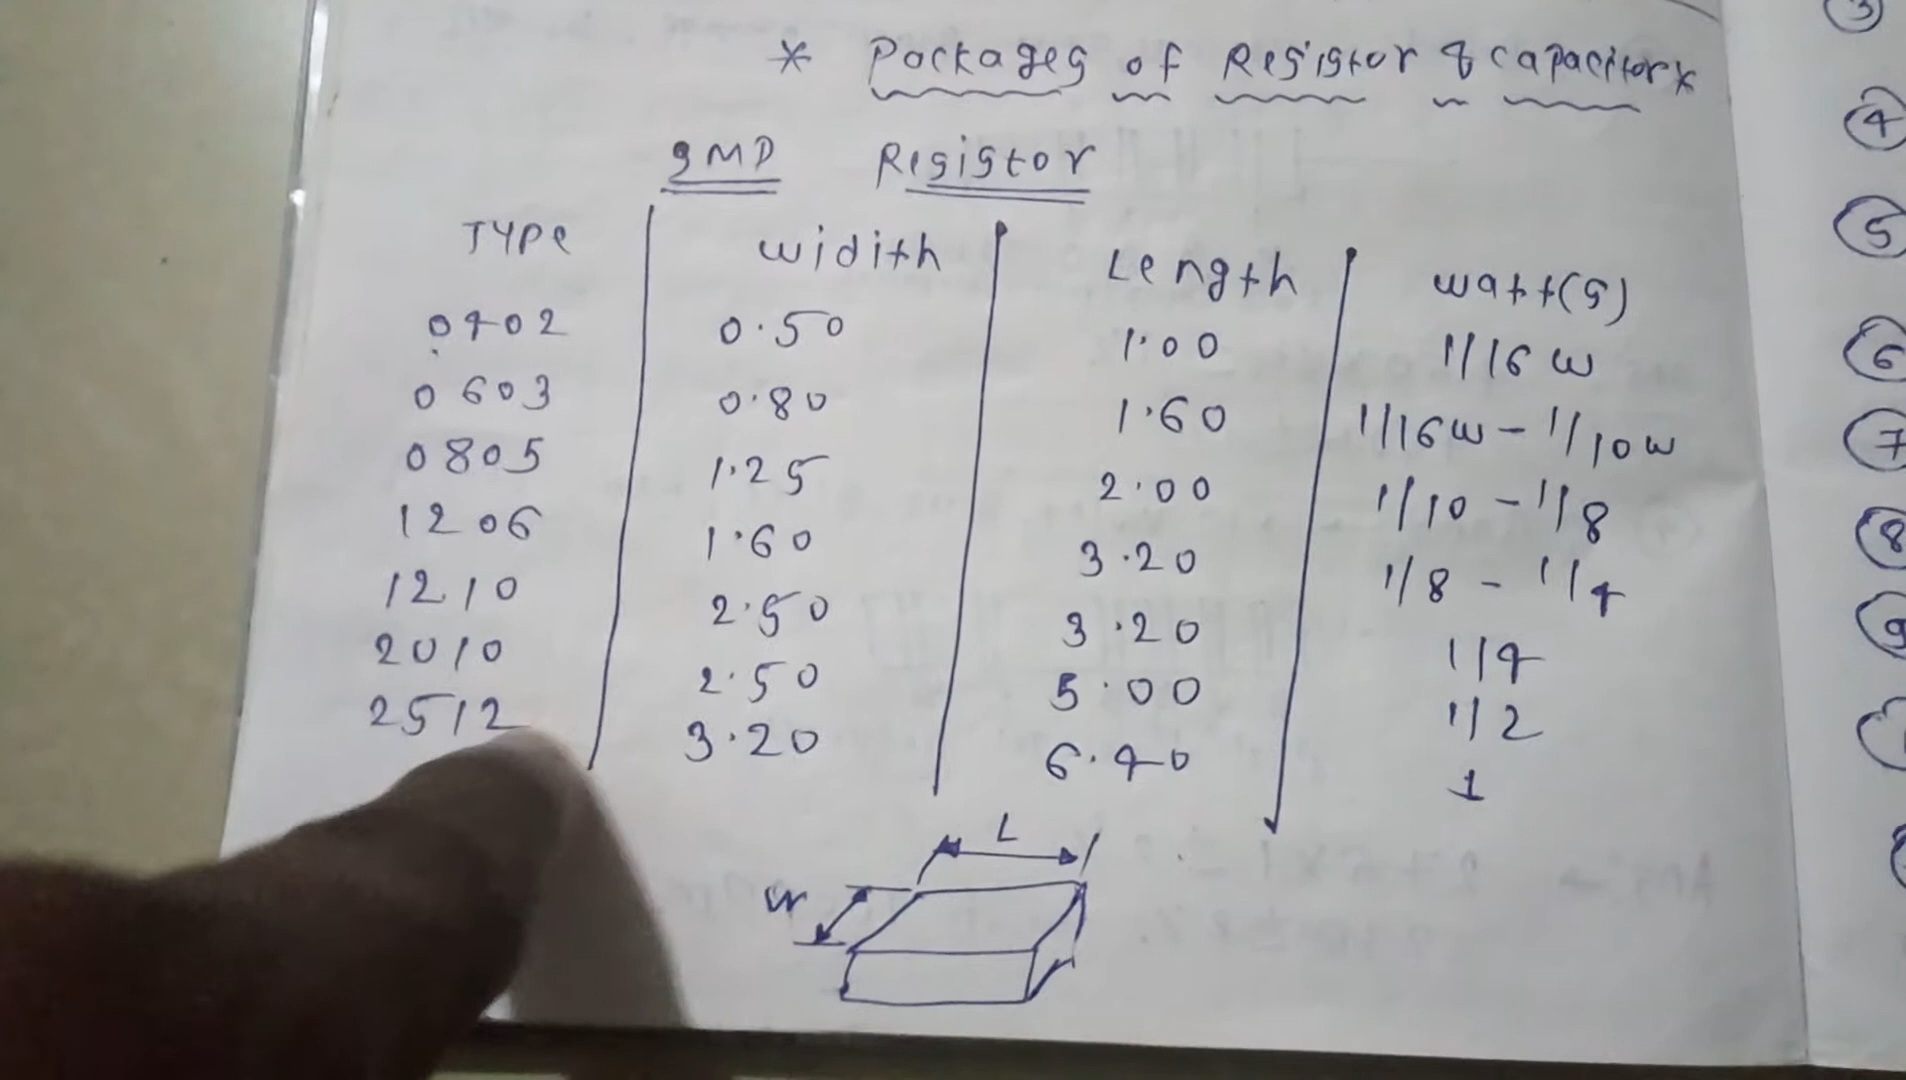 * Packages of Resistor & capacitor *
SMD Resistor
TYPe widith Length watt(s)
0402 0.50 1.00 1/16 w
0603 0.80 1.60 1/16w - 1/10w
0805 1.25 2.00 1/10 - 1/8
1206 1.60 3.20 1/8 - 1/4
1210 2.50 3.20 1/4
2010 2.50 5.00 1/2
2512 3.20 6.40 1
L
W
3
4
5
6
7
8
9